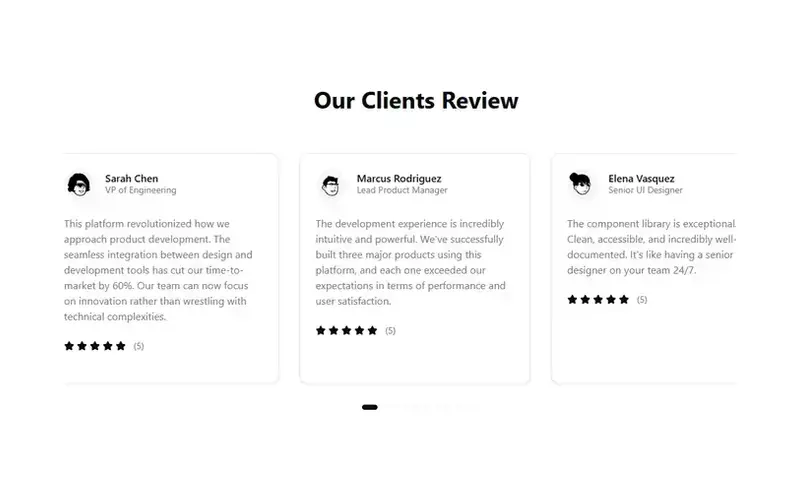 Our Clients Review
Sarah Chen
VP of Engineering
This platform revolutionized how we
approach product development. The
seamless integration between design and
development tools has cut our time-to-
market by 60%. Our team can now focus
on innovation rather than wrestling with
technical complexities.
(5)
Marcus Rodriguez
Lead Product Manager
The development experience is incredibly
intuitive and powerful. We've successfully
built three major products using this
platform, and each one exceeded our
expectations in terms of performance and
user satisfaction.
(5)
Elena Vasquez
Senior UI Designer
The component library is exceptional.
Clean, accessible, and incredibly well-
documented. It's like having a senior
designer on your team 24/7.
(5)